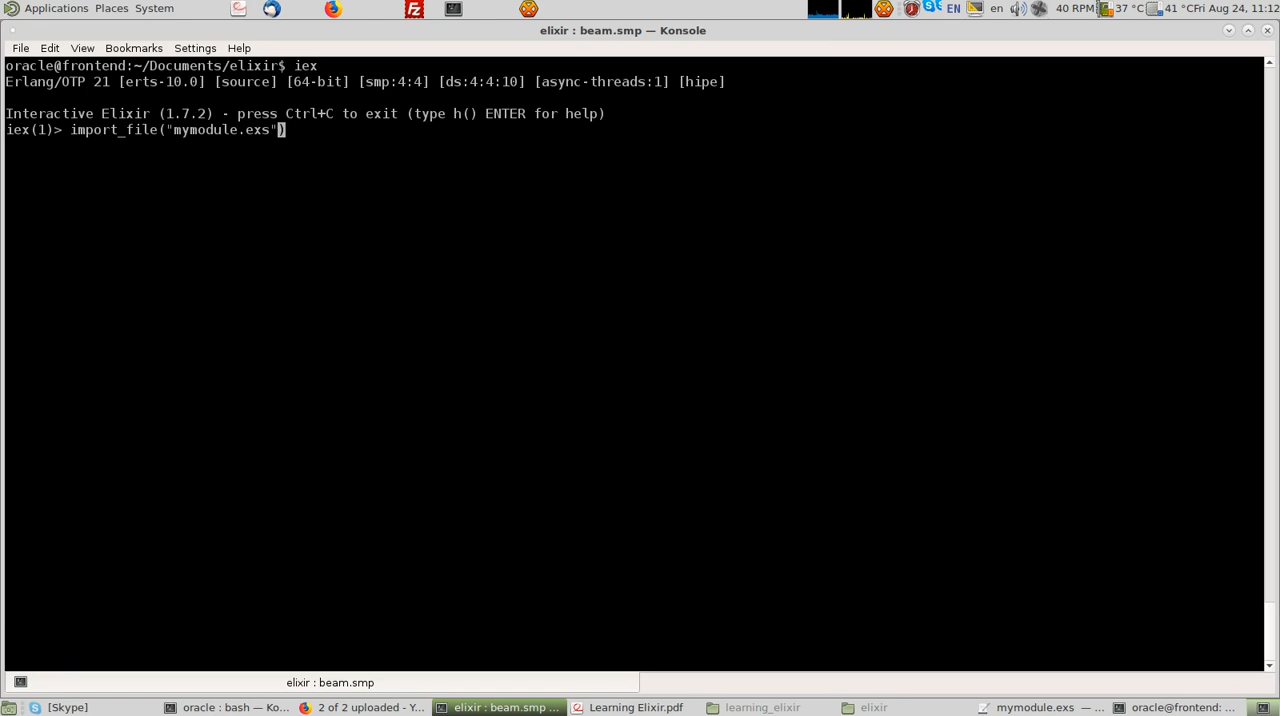 Applications Places System
EN en 40 RPM 37 °C 41 °C Fri Aug 24, 11:12
elixir : beam.smp — Konsole
File Edit View Bookmarks Settings Help
oracle@frontend:~/Documents/elixir$ iex
Erlang/OTP 21 [erts-10.0] [source] [64-bit] [smp:4:4] [ds:4:4:10] [async-threads:1] [hipe]
Interactive Elixir (1.7.2) - press Ctrl+C to exit (type h() ENTER for help)
iex(1)> import_file("mymodule.exs")
elixir : beam.smp
[Skype] oracle : bash — Ko... 2 of 2 uploaded - Y... elixir : beam.smp ... Learning Elixir.pdf learning_elixir elixir mymodule.exs — ... oracle@frontend: ...